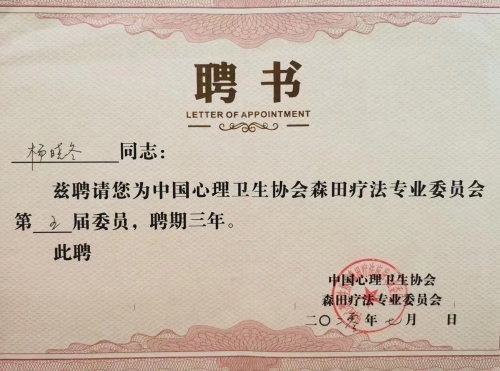 聘书
LETTER OF APPOINTMENT
杨晓冬 同志：
兹聘请您为中国心理卫生协会森田疗法专业委员会
第 五 届委员，聘期三年。
此聘
中国心理卫生协会
森田疗法专业委员会
二〇 年七月 日